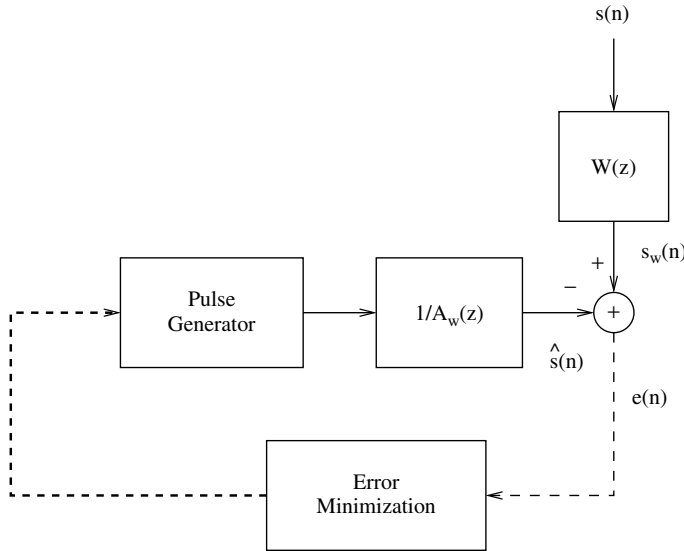 s(n)
W(z)
s_w(n)
+
−
Pulse
Generator
1/A_w(z)
+
^
s(n)
e(n)
Error
Minimization